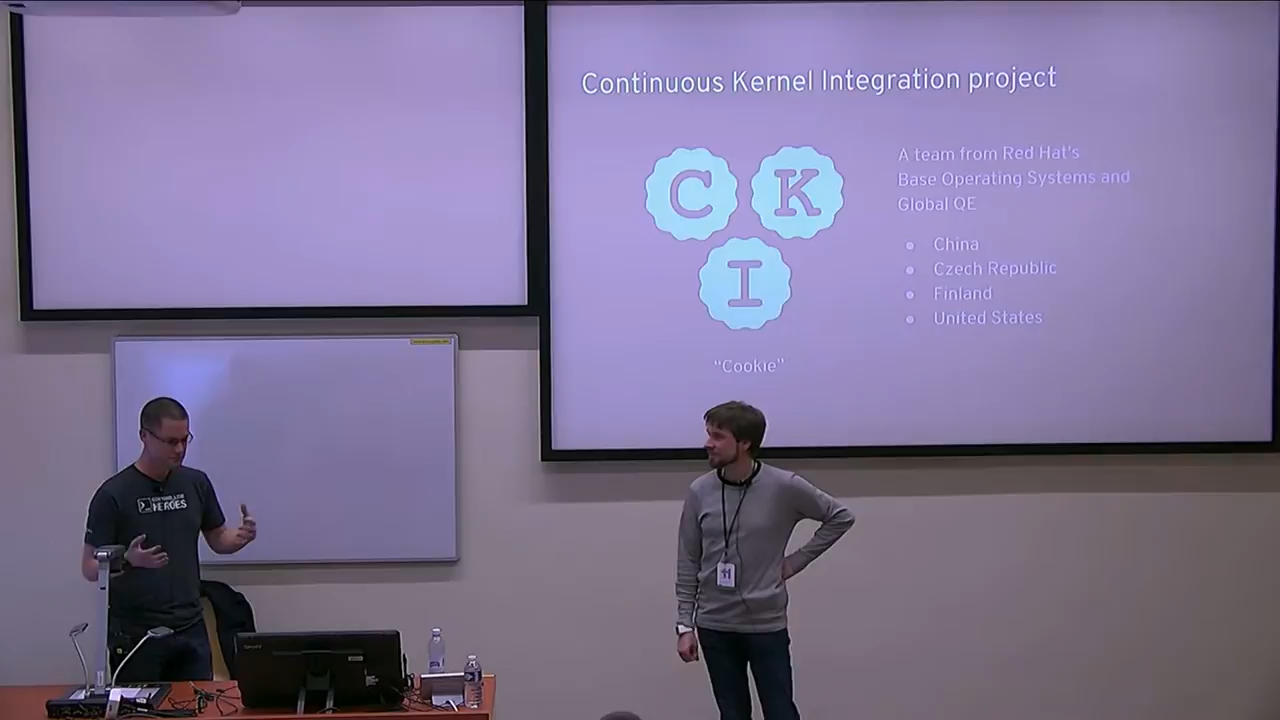 Continuous Kernel Integration project
C K
I
“Cookie”
A team from Red Hat's
Base Operating Systems and
Global QE
China
Czech Republic
Finland
United States
HEROES